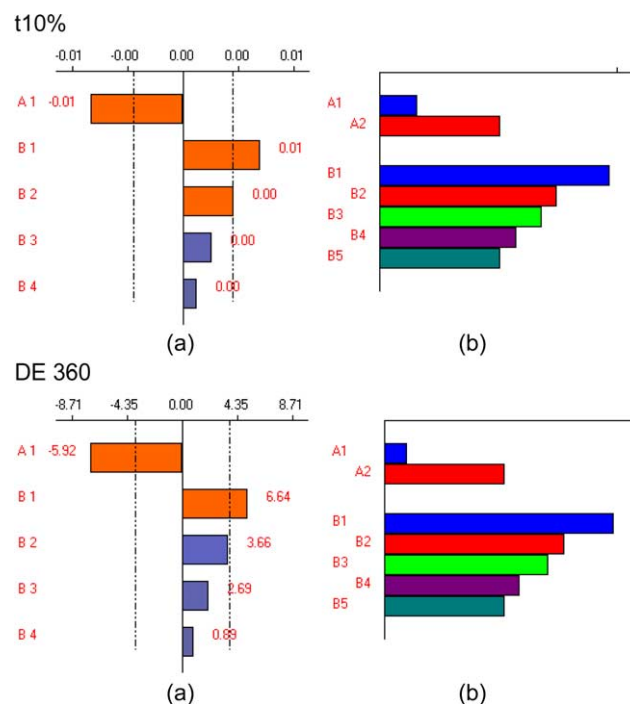 t10%
-0.01 -0.00 0.00 0.00 0.01
A 1 -0.01
B 1 0.01
B 2 0.00
B 3 0.00
B 4 0.00
(a)
A1
A2
B1
B2
B3
B4
B5
(b)
DE 360
-8.71 -4.35 0.00 4.35 8.71
A 1 -5.92
B 1 6.64
B 2 3.66
B 3 2.69
B 4 0.89
(a)
A1
A2
B1
B2
B3
B4
B5
(b)